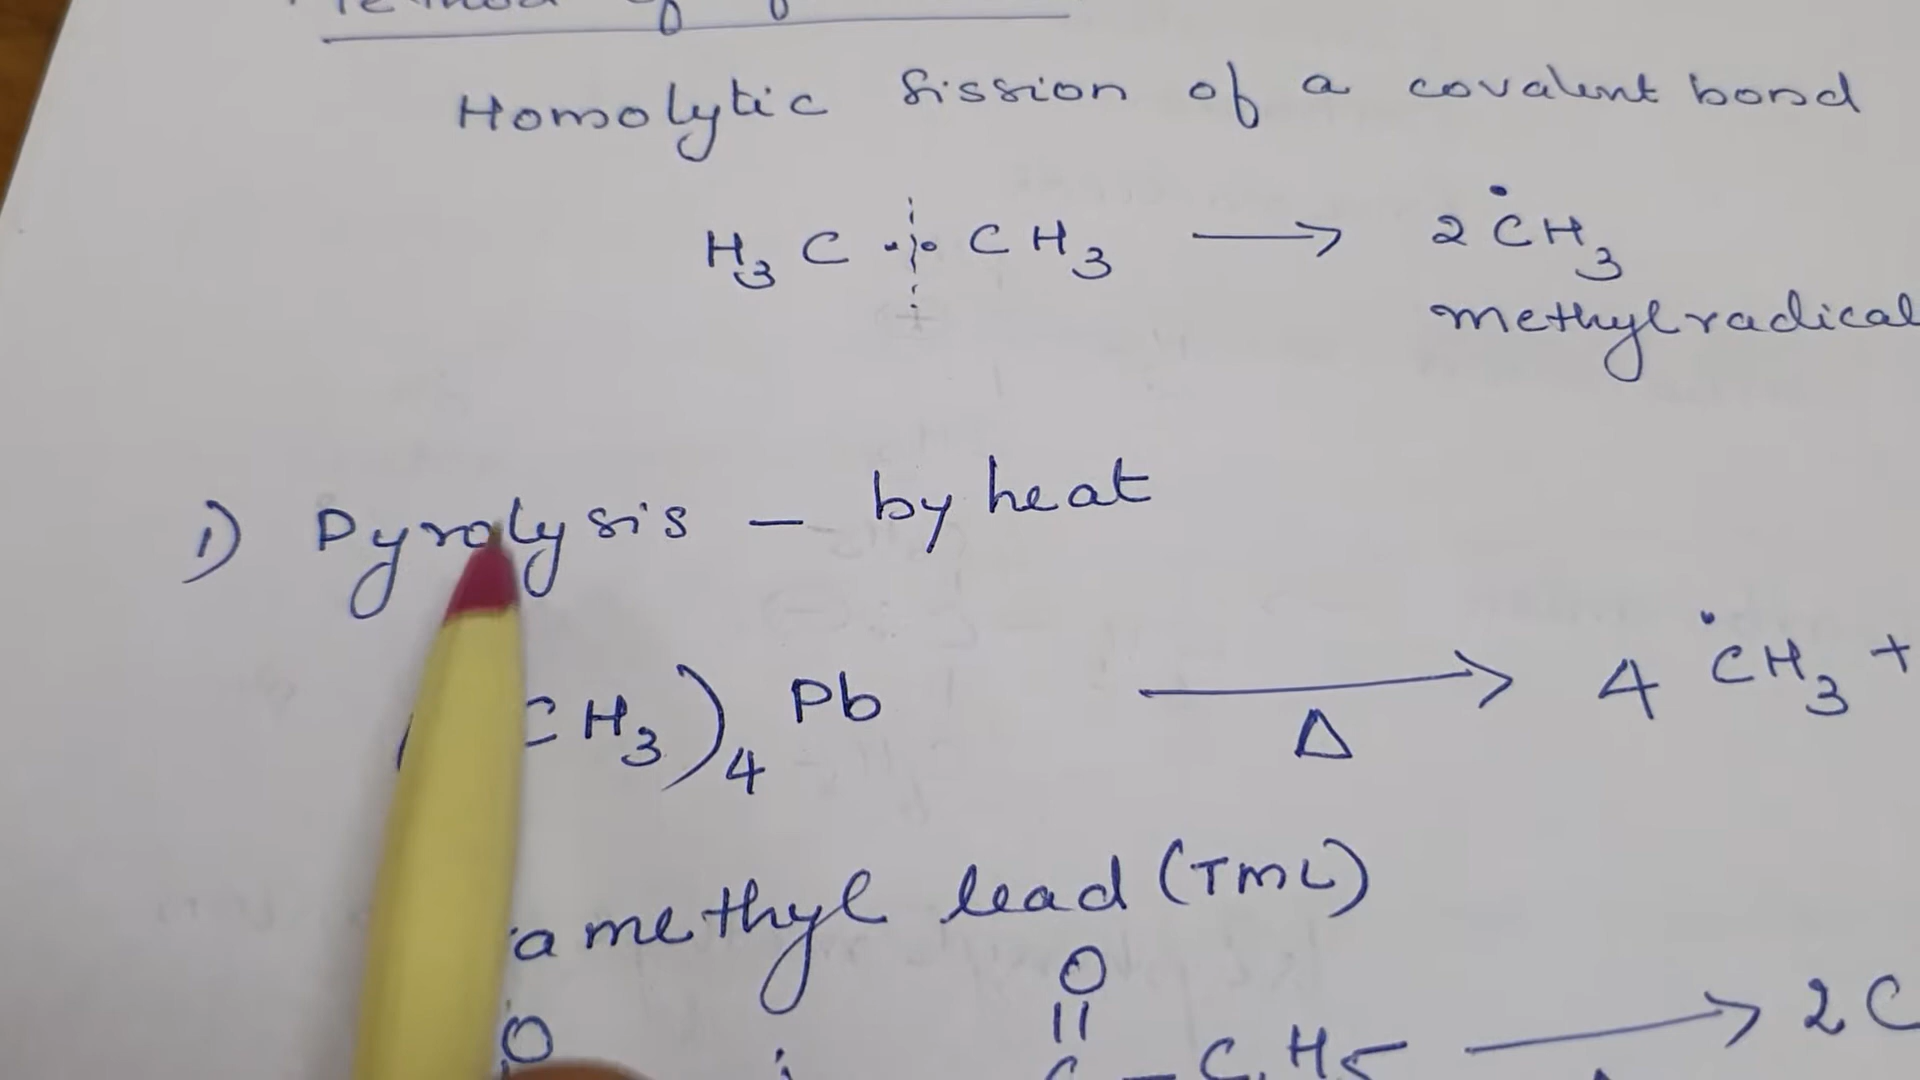 Homolytic fission of a covalent bond
H₃C ·|· CH₃ → 2 ĊH₃
methyl radical
1) Pyrolysis – by heat
CH₃)₄ Pb →Δ 4 ĊH₃ +
amethyl lead (TML)
O O
||